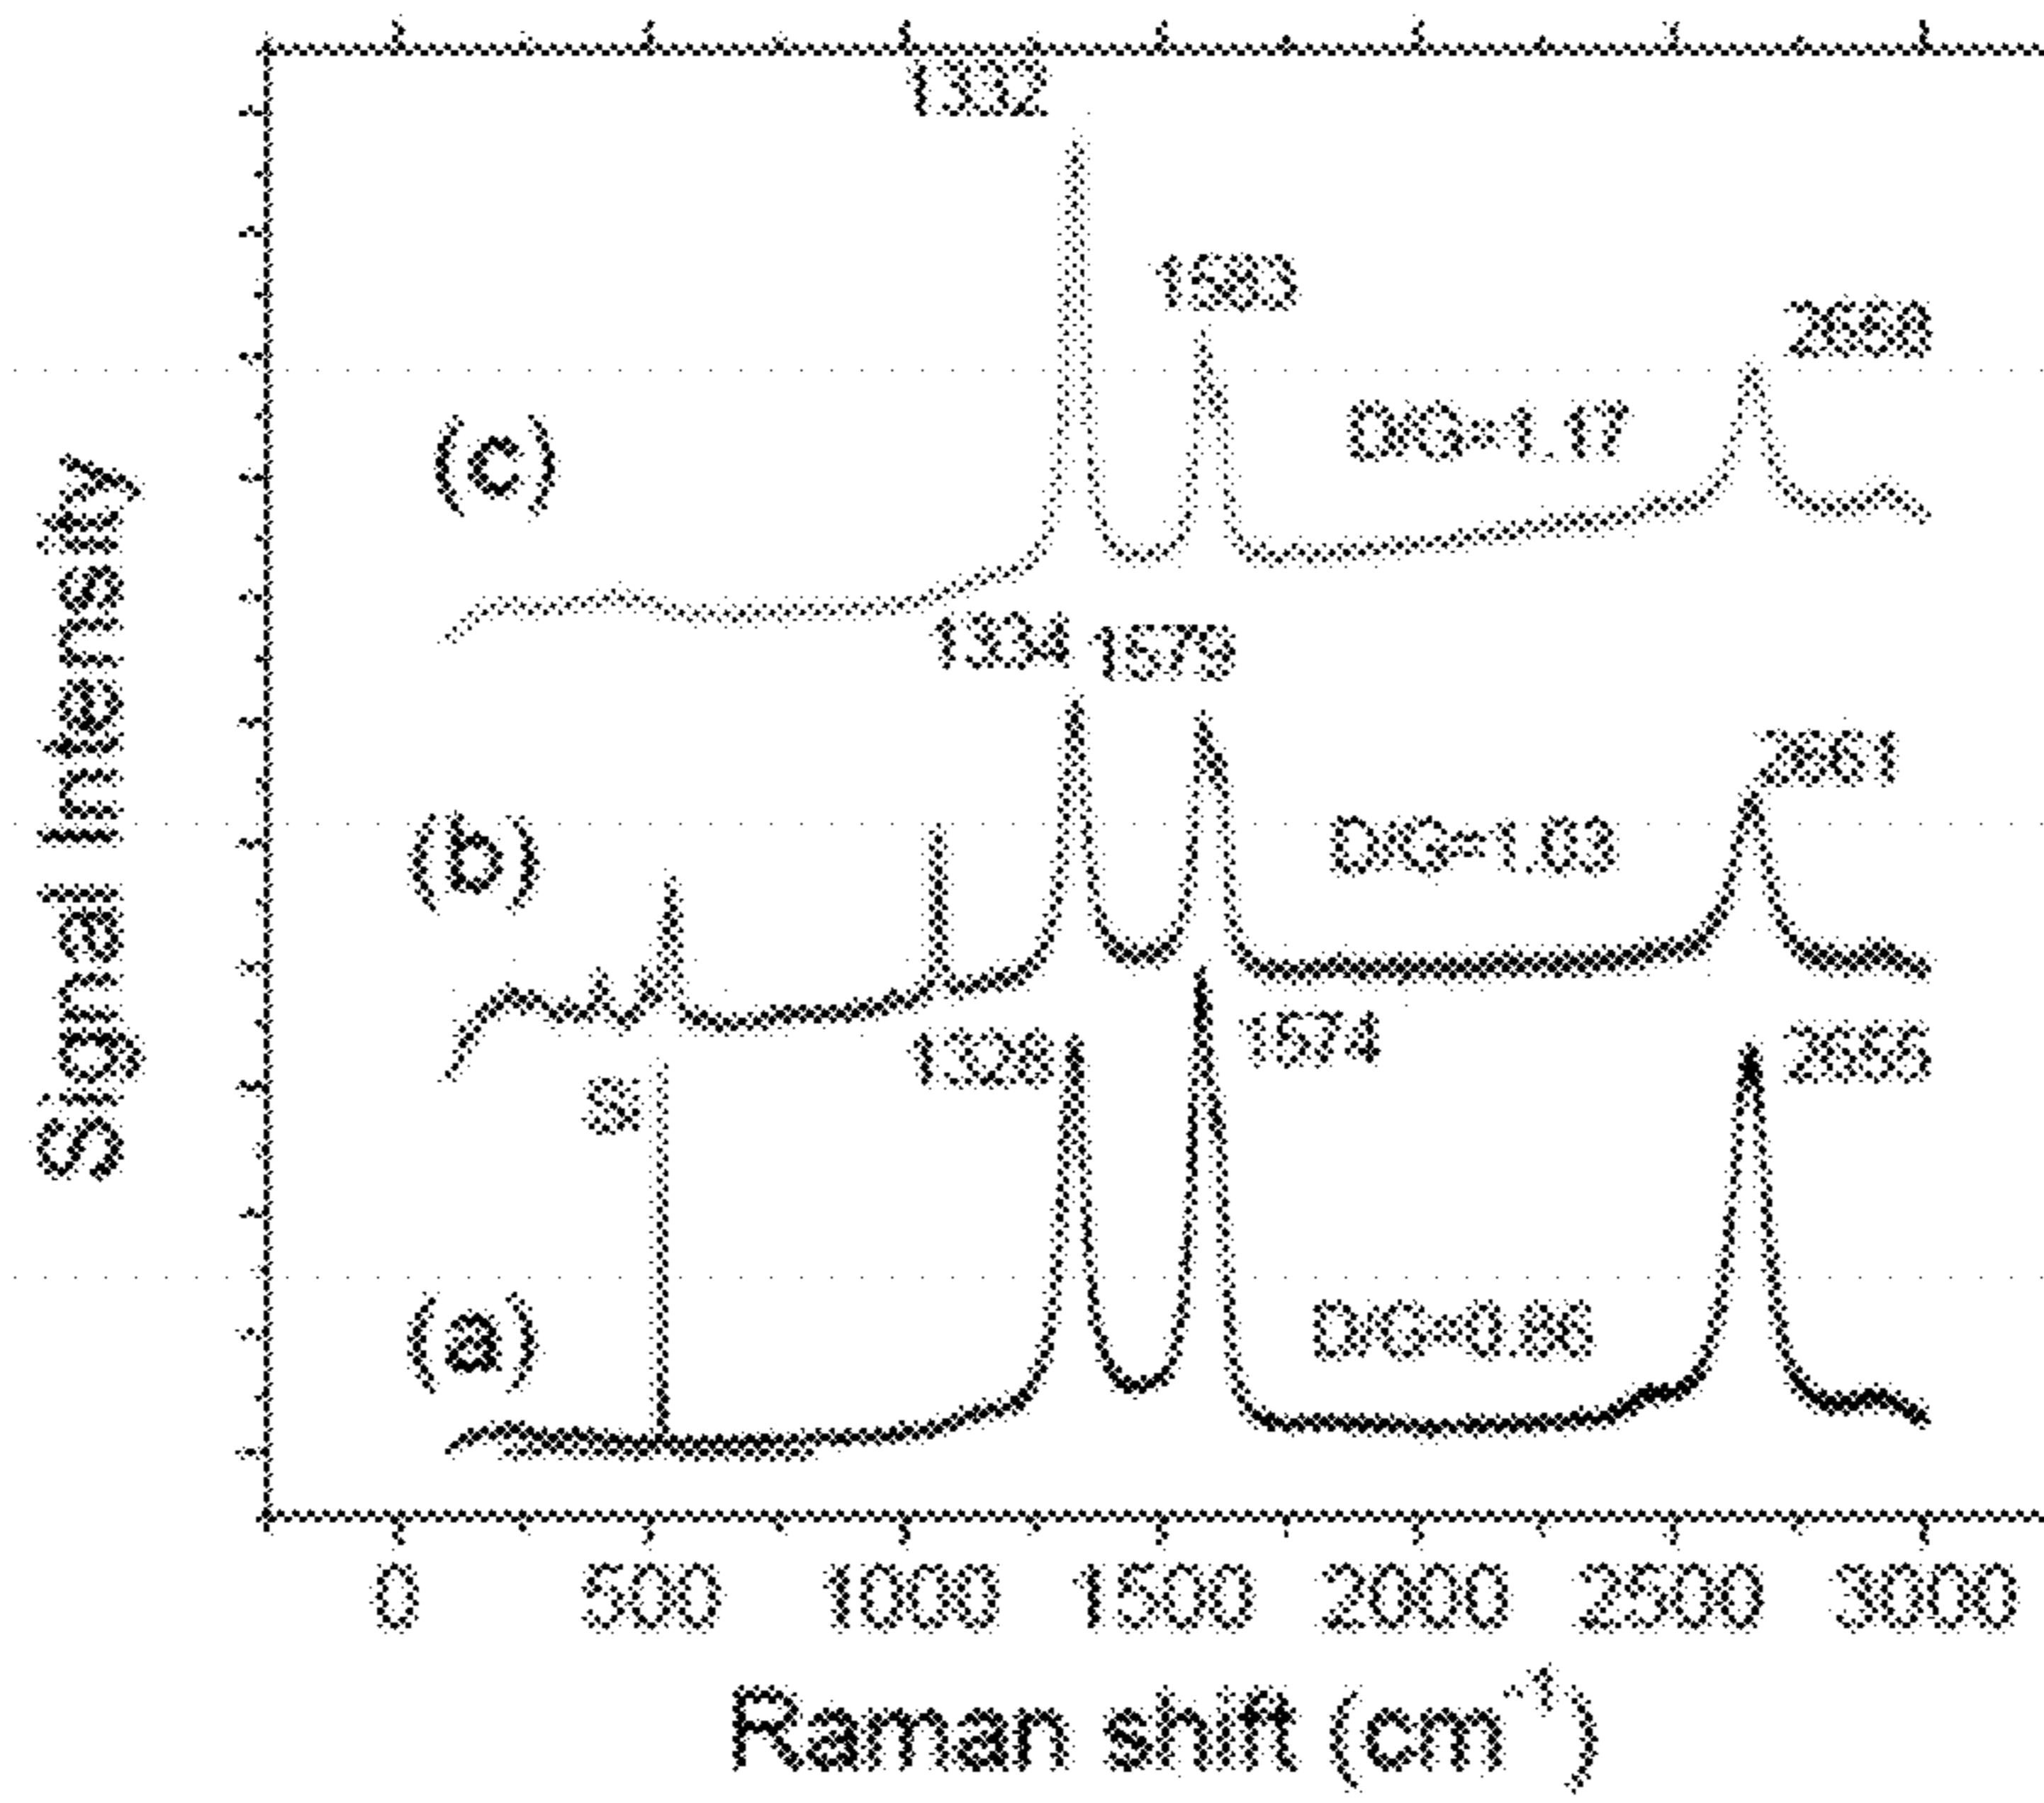 1332
1583
2660
(c)
D/G=1.17
1334 1579
2661
(b)
D/G=1.03
1328
1574
2655
Si
(a)
D/G=0.86
0 500 1000 1500 2000 2500 3000
Raman shift (cm⁻¹)
Signal Intensity